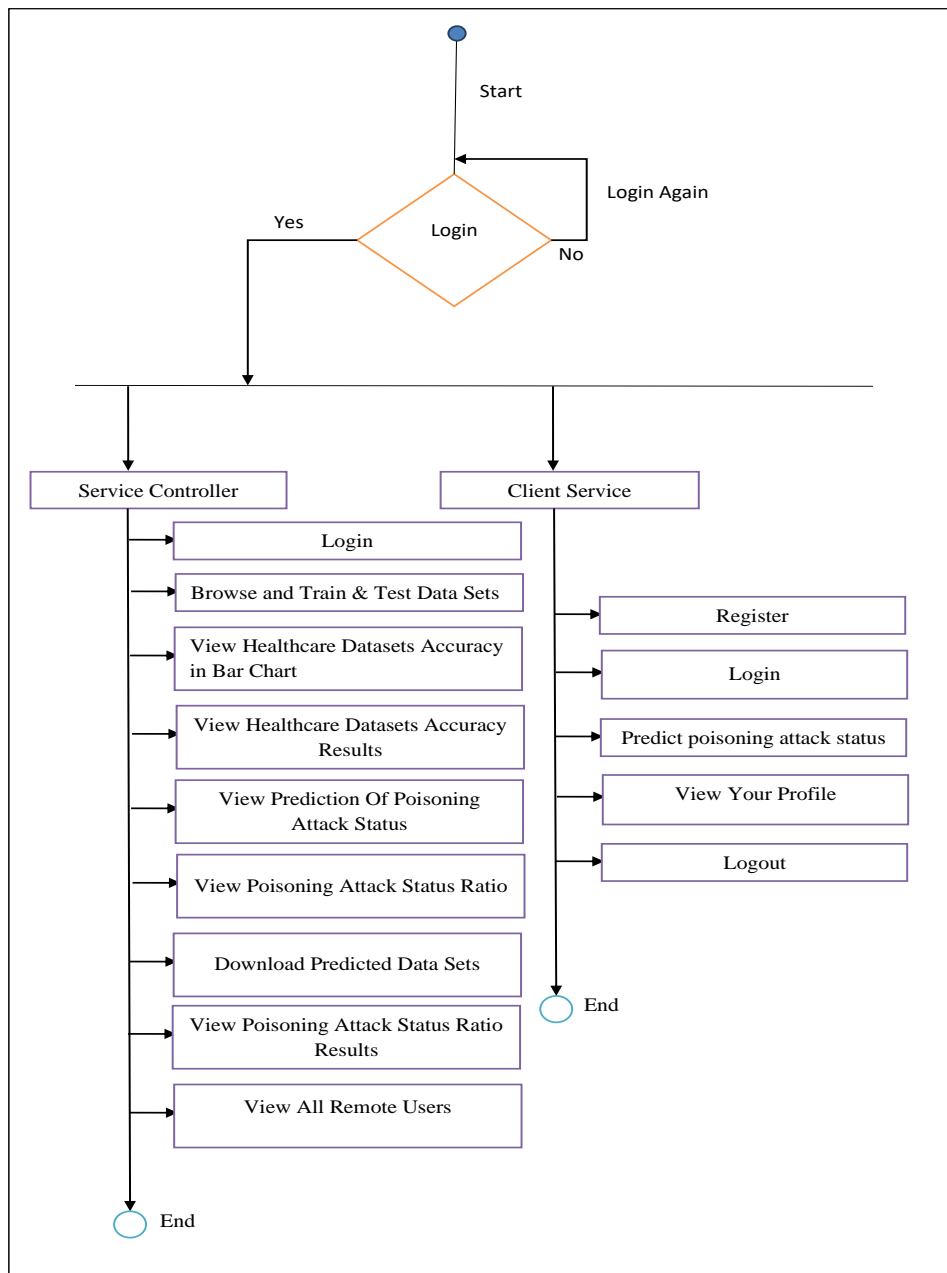 Start
Login Again
Yes
Login
No
Service Controller
Login
Browse and Train & Test Data Sets
View Healthcare Datasets Accuracy
in Bar Chart
View Healthcare Datasets Accuracy
Results
View Prediction Of Poisoning
Attack Status
View Poisoning Attack Status Ratio
Download Predicted Data Sets
View Poisoning Attack Status Ratio
Results
View All Remote Users
End
Client Service
Register
Login
Predict poisoning attack status
View Your Profile
Logout
End